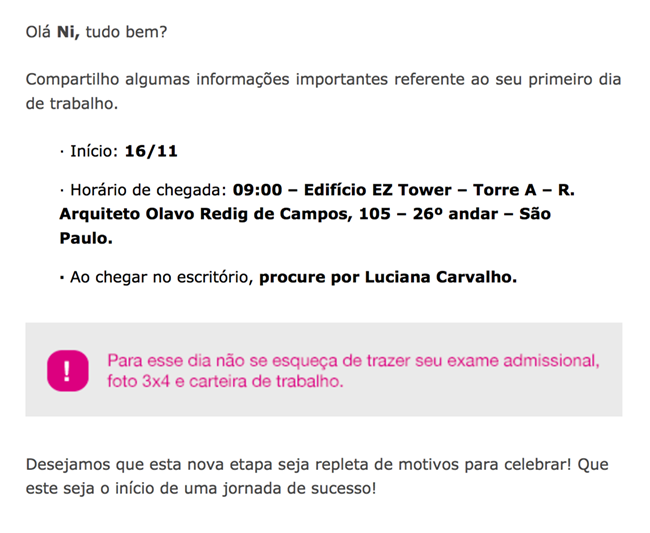 Olá Ni, tudo bem?
Compartilho algumas informações importantes referente ao seu primeiro dia
de trabalho.
· Início: 16/11
· Horário de chegada: 09:00 – Edifício EZ Tower – Torre A – R.
Arquiteto Olavo Redig de Campos, 105 – 26º andar – São
Paulo.
· Ao chegar no escritório, procure por Luciana Carvalho.
! Para esse dia não se esqueça de trazer seu exame admissional,
foto 3x4 e carteira de trabalho.
Desejamos que esta nova etapa seja repleta de motivos para celebrar! Que
este seja o início de uma jornada de sucesso!